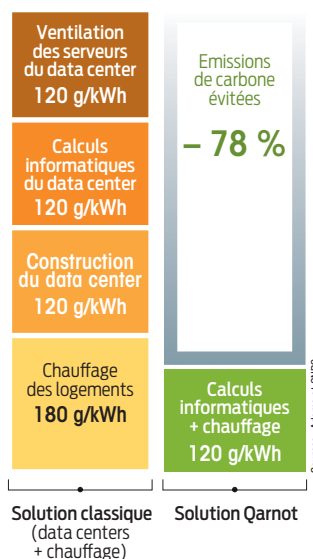 Ventilation
des serveurs
du data center
120 g/kWh
Calculs
informatiques
du data center
120 g/kWh
Construction
du data center
120 g/kWh
Chauffage
des logements
180 g/kWh
Emissions
de carbone
évitées
– 78 %
Calculs
informatiques
+ chauffage
120 g/kWh
Solution classique
(data centers
+ chauffage)
Solution Qarnot